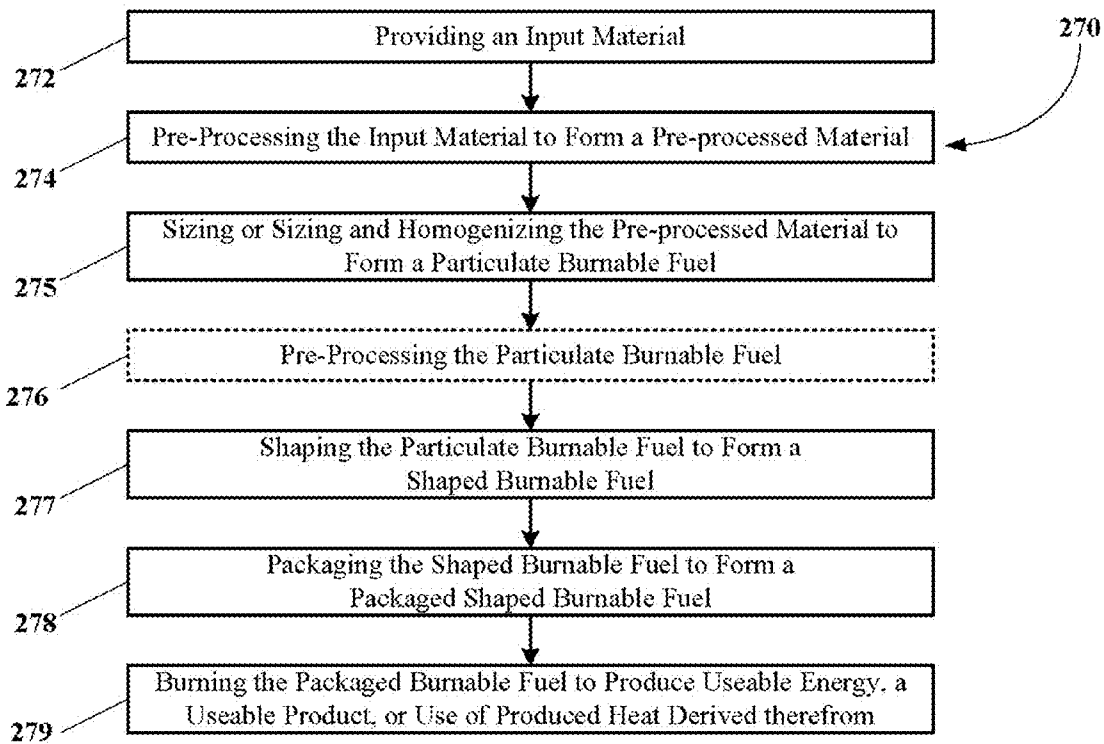 Providing an Input Material
270
272
Pre-Processing the Input Material to Form a Pre-processed Material
274
Sizing or Sizing and Homogenizing the Pre-processed Material to
Form a Particulate Burnable Fuel
275
Pre-Processing the Particulate Burnable Fuel
276
Shaping the Particulate Burnable Fuel to Form a
Shaped Burnable Fuel
277
Packaging the Shaped Burnable Fuel to Form a
Packaged Shaped Burnable Fuel
278
Burning the Packaged Burnable Fuel to Produce Useable Energy, a
Useable Product, or Use of Produced Heat Derived therefrom
279